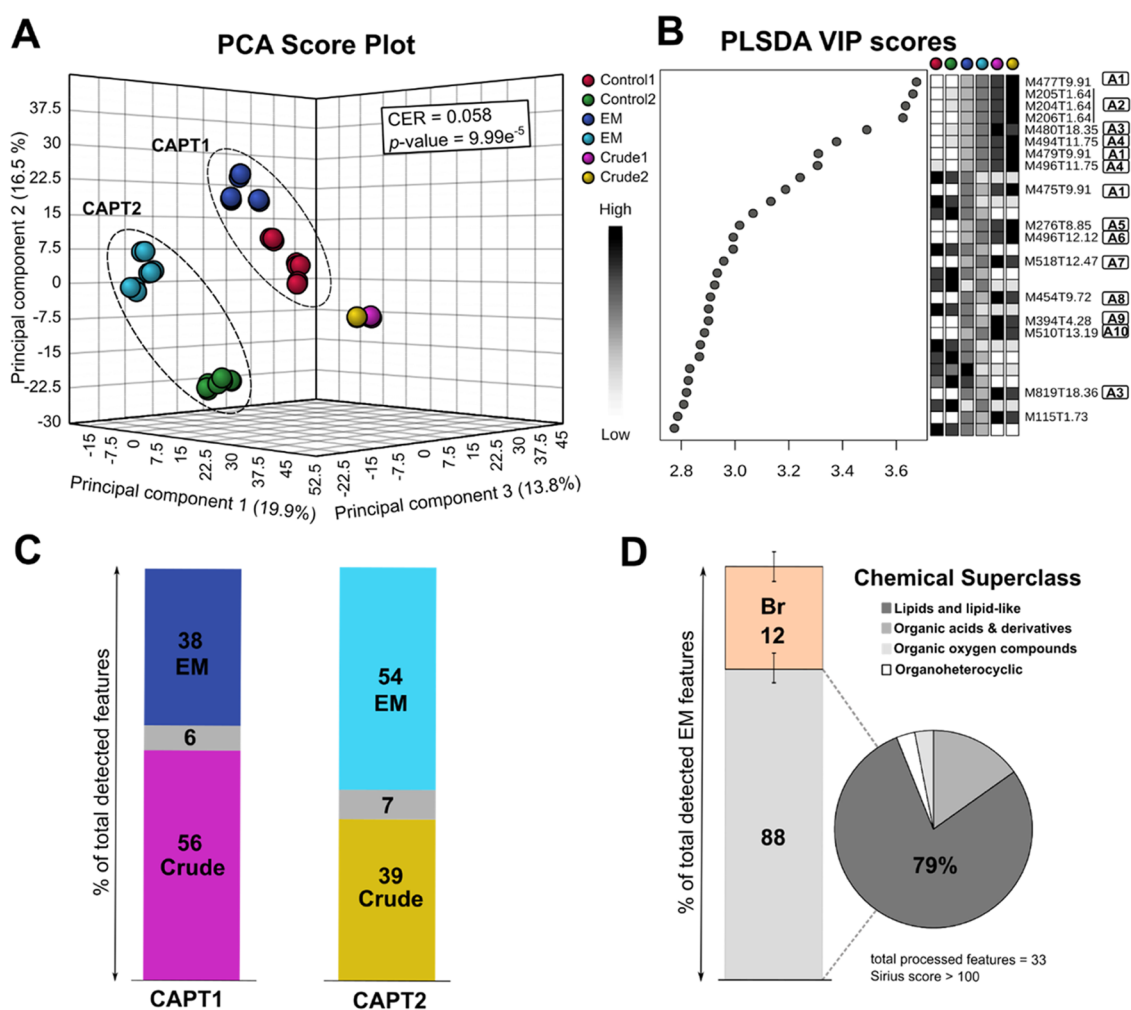 A
PCA Score Plot
CER = 0.058
p-value = 9.99e-5
CAPT1
CAPT2
Principal component 2 (16.5 %)
37.5
30
22.5
15
7.5
0
-7.5
-15
-22.5
-30
-15
-7.5
0
7.5
15
22.5
30
37.5
45
52.5
Principal component 1 (19.9%)
-22.5
-15
-7.5
0
7.5
15
22.5
30
37.5
45
Principal component 3 (13.8%)
Control1
Control2
EM
EM
Crude1
Crude2
High
Low
B
PLSDA VIP scores
M477T9.91 A1
M205T1.64
M204T1.64 A2
M206T1.64
M480T18.35 A3
M494T11.75 A4
M479T9.91 A1
M496T11.75 A4
M475T9.91 A1
M276T8.85 A5
M496T12.12 A6
M518T12.47 A7
M454T9.72 A8
M394T4.28 A9
M510T13.19 A10
M819T18.36 A3
M115T1.73
2.8 3.0 3.2 3.4 3.6
C
% of total detected features
38
EM
6
56
Crude
CAPT1
54
EM
7
39
Crude
CAPT2
D
% of total detected EM features
Br
12
88
Chemical Superclass
Lipids and lipid-like
Organic acids & derivatives
Organic oxygen compounds
Organoheterocyclic
79%
total processed features = 33
Sirius score > 100